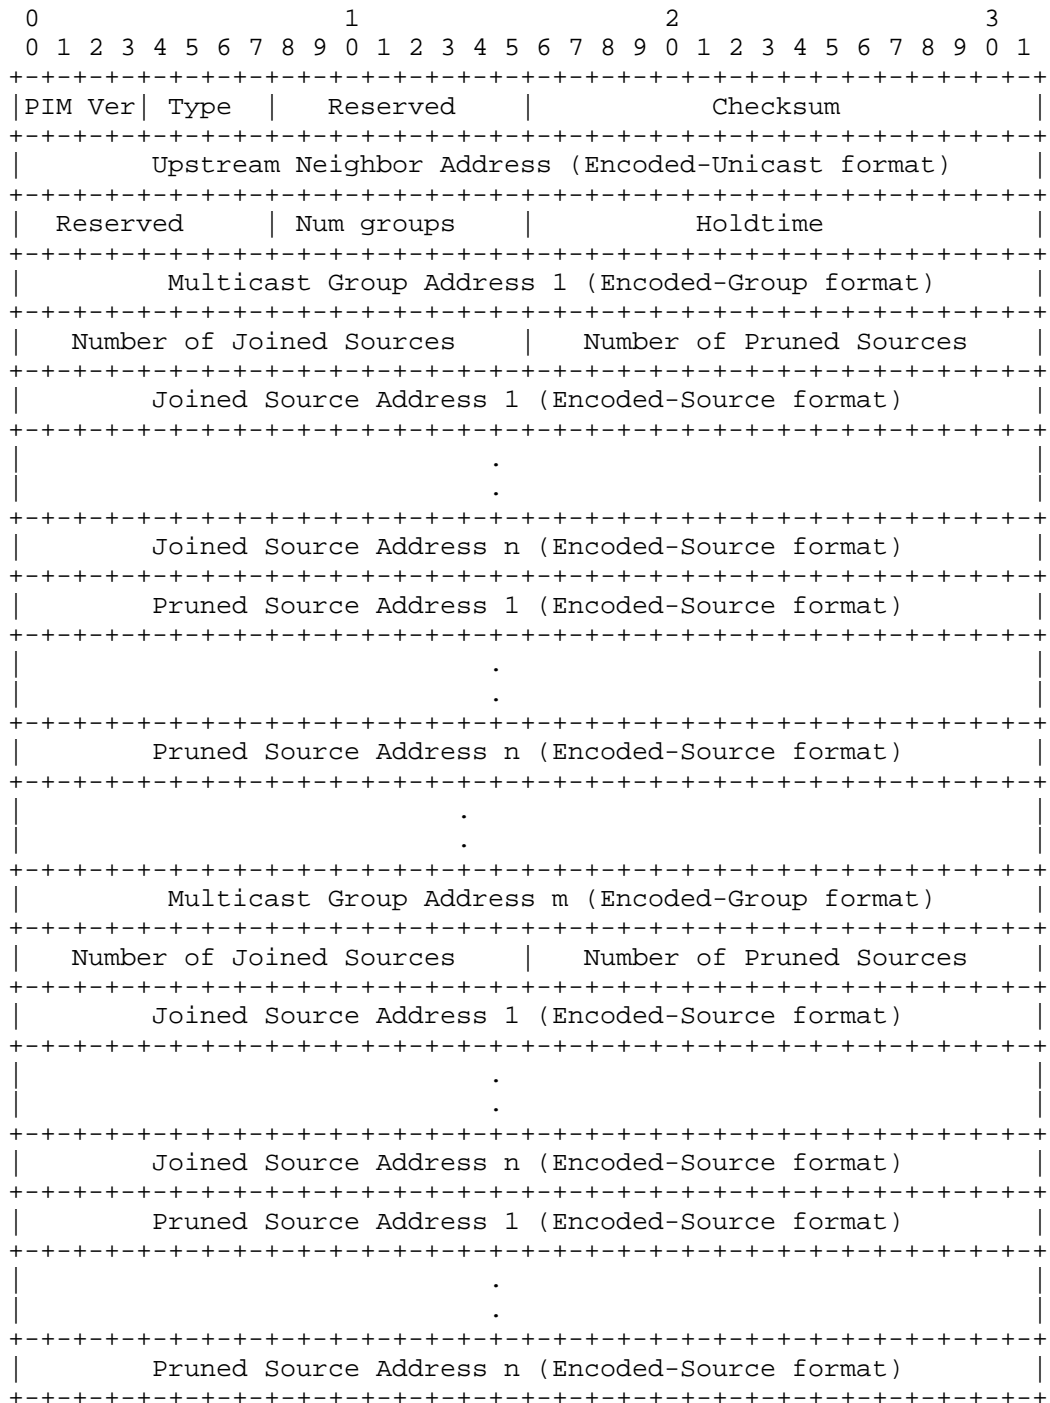 0                   1                   2                   3
 0 1 2 3 4 5 6 7 8 9 0 1 2 3 4 5 6 7 8 9 0 1 2 3 4 5 6 7 8 9 0 1
+-+-+-+-+-+-+-+-+-+-+-+-+-+-+-+-+-+-+-+-+-+-+-+-+-+-+-+-+-+-+-+-+
|PIM Ver| Type  |   Reserved    |           Checksum            |
+-+-+-+-+-+-+-+-+-+-+-+-+-+-+-+-+-+-+-+-+-+-+-+-+-+-+-+-+-+-+-+-+
|        Upstream Neighbor Address (Encoded-Unicast format)     |
+-+-+-+-+-+-+-+-+-+-+-+-+-+-+-+-+-+-+-+-+-+-+-+-+-+-+-+-+-+-+-+-+
|  Reserved     | Num groups    |          Holdtime             |
+-+-+-+-+-+-+-+-+-+-+-+-+-+-+-+-+-+-+-+-+-+-+-+-+-+-+-+-+-+-+-+-+
|         Multicast Group Address 1 (Encoded-Group format)      |
+-+-+-+-+-+-+-+-+-+-+-+-+-+-+-+-+-+-+-+-+-+-+-+-+-+-+-+-+-+-+-+-+
|   Number of Joined Sources    |   Number of Pruned Sources    |
+-+-+-+-+-+-+-+-+-+-+-+-+-+-+-+-+-+-+-+-+-+-+-+-+-+-+-+-+-+-+-+-+
|        Joined Source Address 1 (Encoded-Source format)        |
+-+-+-+-+-+-+-+-+-+-+-+-+-+-+-+-+-+-+-+-+-+-+-+-+-+-+-+-+-+-+-+-+
|                             .                                 |
|                             .                                 |
+-+-+-+-+-+-+-+-+-+-+-+-+-+-+-+-+-+-+-+-+-+-+-+-+-+-+-+-+-+-+-+-+
|        Joined Source Address n (Encoded-Source format)        |
+-+-+-+-+-+-+-+-+-+-+-+-+-+-+-+-+-+-+-+-+-+-+-+-+-+-+-+-+-+-+-+-+
|        Pruned Source Address 1 (Encoded-Source format)        |
+-+-+-+-+-+-+-+-+-+-+-+-+-+-+-+-+-+-+-+-+-+-+-+-+-+-+-+-+-+-+-+-+
|                             .                                 |
|                             .                                 |
+-+-+-+-+-+-+-+-+-+-+-+-+-+-+-+-+-+-+-+-+-+-+-+-+-+-+-+-+-+-+-+-+
|        Pruned Source Address n (Encoded-Source format)        |
+-+-+-+-+-+-+-+-+-+-+-+-+-+-+-+-+-+-+-+-+-+-+-+-+-+-+-+-+-+-+-+-+
|                           .                                   |
|                           .                                   |
+-+-+-+-+-+-+-+-+-+-+-+-+-+-+-+-+-+-+-+-+-+-+-+-+-+-+-+-+-+-+-+-+
|         Multicast Group Address m (Encoded-Group format)      |
+-+-+-+-+-+-+-+-+-+-+-+-+-+-+-+-+-+-+-+-+-+-+-+-+-+-+-+-+-+-+-+-+
|   Number of Joined Sources    |   Number of Pruned Sources    |
+-+-+-+-+-+-+-+-+-+-+-+-+-+-+-+-+-+-+-+-+-+-+-+-+-+-+-+-+-+-+-+-+
|        Joined Source Address 1 (Encoded-Source format)        |
+-+-+-+-+-+-+-+-+-+-+-+-+-+-+-+-+-+-+-+-+-+-+-+-+-+-+-+-+-+-+-+-+
|                             .                                 |
|                             .                                 |
+-+-+-+-+-+-+-+-+-+-+-+-+-+-+-+-+-+-+-+-+-+-+-+-+-+-+-+-+-+-+-+-+
|        Joined Source Address n (Encoded-Source format)        |
+-+-+-+-+-+-+-+-+-+-+-+-+-+-+-+-+-+-+-+-+-+-+-+-+-+-+-+-+-+-+-+-+
|        Pruned Source Address 1 (Encoded-Source format)        |
+-+-+-+-+-+-+-+-+-+-+-+-+-+-+-+-+-+-+-+-+-+-+-+-+-+-+-+-+-+-+-+-+
|                             .                                 |
|                             .                                 |
+-+-+-+-+-+-+-+-+-+-+-+-+-+-+-+-+-+-+-+-+-+-+-+-+-+-+-+-+-+-+-+-+
|        Pruned Source Address n (Encoded-Source format)        |
+-+-+-+-+-+-+-+-+-+-+-+-+-+-+-+-+-+-+-+-+-+-+-+-+-+-+-+-+-+-+-+-+